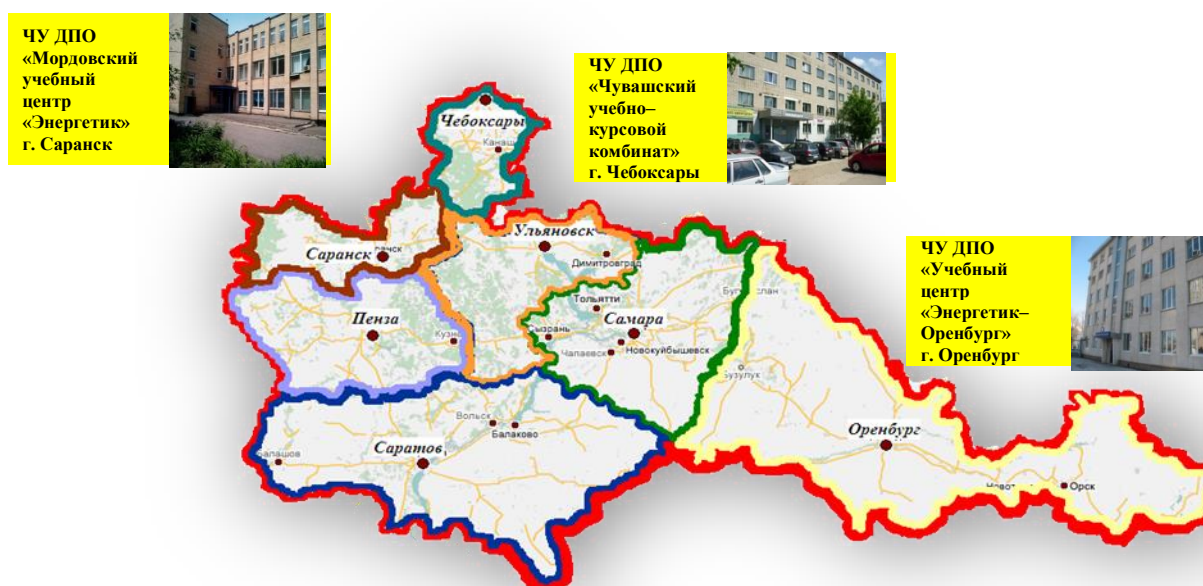 ЧУ ДПО
«Мордовский
учебный
центр
«Энергетик»
г. Саранск
ЧУ ДПО
«Чувашский
учебно–
курсовой
комбинат»
г. Чебоксары
ЧУ ДПО
«Учебный
центр
«Энергетик–
Оренбург»
г. Оренбург
Чебоксары
Канаш
Ульяновск
Димитровград
Саранск
Тольятти
Пенза
Сызрань
Самара
Чапаевск
Новокуйбышевск
Бузулук
Вольск
Балаково
Оренбург
Саратов
Орск